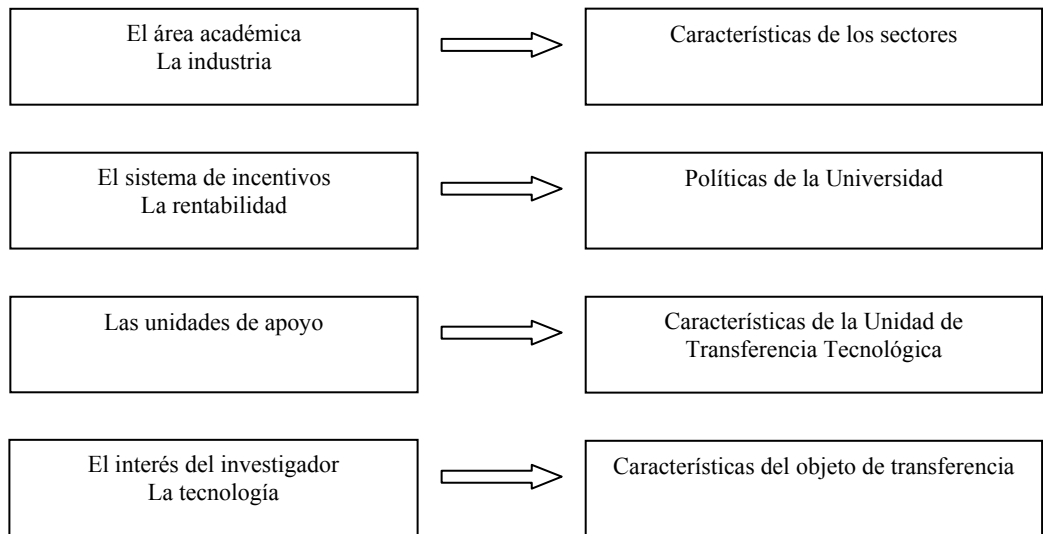 El área académica
La industria
Características de los sectores
El sistema de incentivos
La rentabilidad
Políticas de la Universidad
Las unidades de apoyo
Características de la Unidad de
Transferencia Tecnológica
El interés del investigador
La tecnología
Características del objeto de transferencia